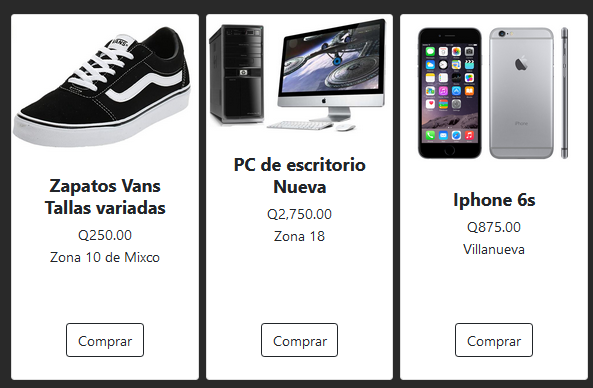 Zapatos Vans
Tallas variadas
Q250.00
Zona 10 de Mixco
Comprar
PC de escritorio
Nueva
Q2,750.00
Zona 18
Comprar
Iphone 6s
Q875.00
Villanueva
Comprar